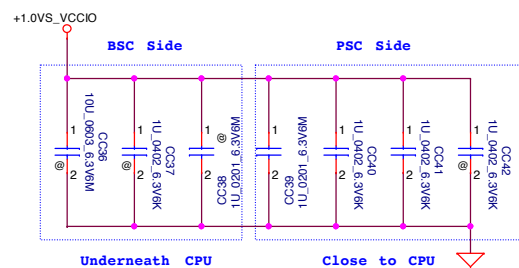 +1.0VS_VCCIO
BSC Side
PSC Side
1
2
@
CC36
10U_0603_6.3V6M
1
2
@
CC37
1U_0402_6.3V6K
1
2
@
CC38
1U_0201_6.3V6M
1
2
CC39
1U_0201_6.3V6M
1
2
CC40
1U_0402_6.3V6K
1
2
CC41
1U_0402_6.3V6K
1
2
@
CC42
1U_0402_6.3V6K
Underneath CPU
Close to CPU